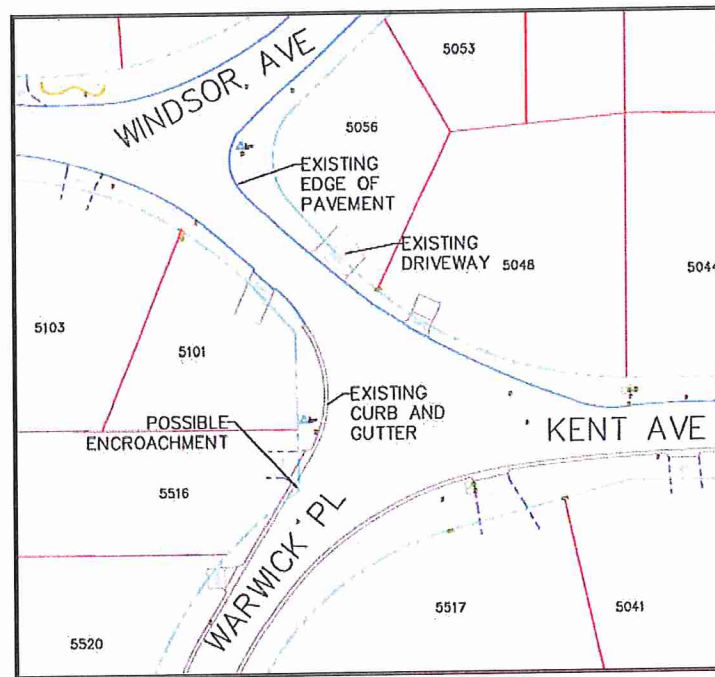 5053
WINDSOR AVE
5056
EXISTING
EDGE OF
PAVEMENT
EXISTING
DRIVEWAY
5048
5044
5103
5101
EXISTING
CURB AND
GUTTER
POSSIBLE
ENCROACHMENT
KENT AVE
5516
WARWICK PL
5517
5041
5520